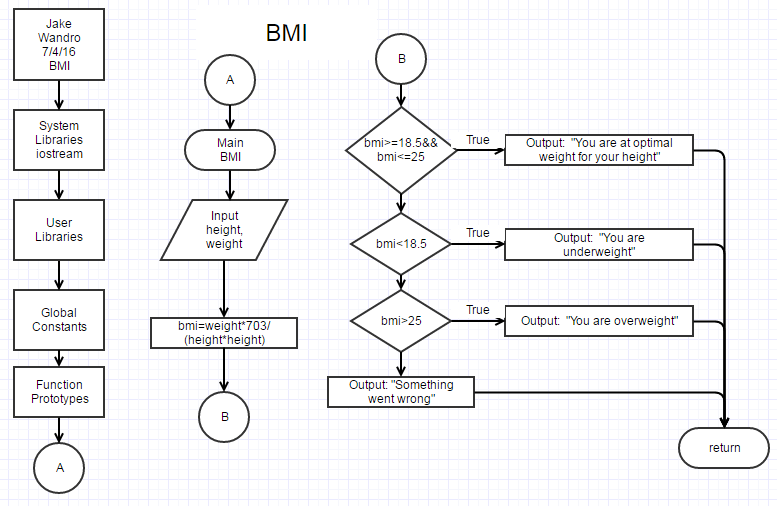 BMI
Jake
Wandro
7/4/16
BMI
System
Libraries
iostream
User
Libraries
Global
Constants
Function
Prototypes
A
A
Main
BMI
Input
height,
weight
bmi=weight*703/
(height*height)
B
B
bmi>=18.5&&
bmi<=25
True
Output: "You are at optimal
weight for your height"
bmi<18.5
True
Output: "You are
underweight"
bmi>25
True
Output: "You are overweight"
Output: "Something
went wrong"
return